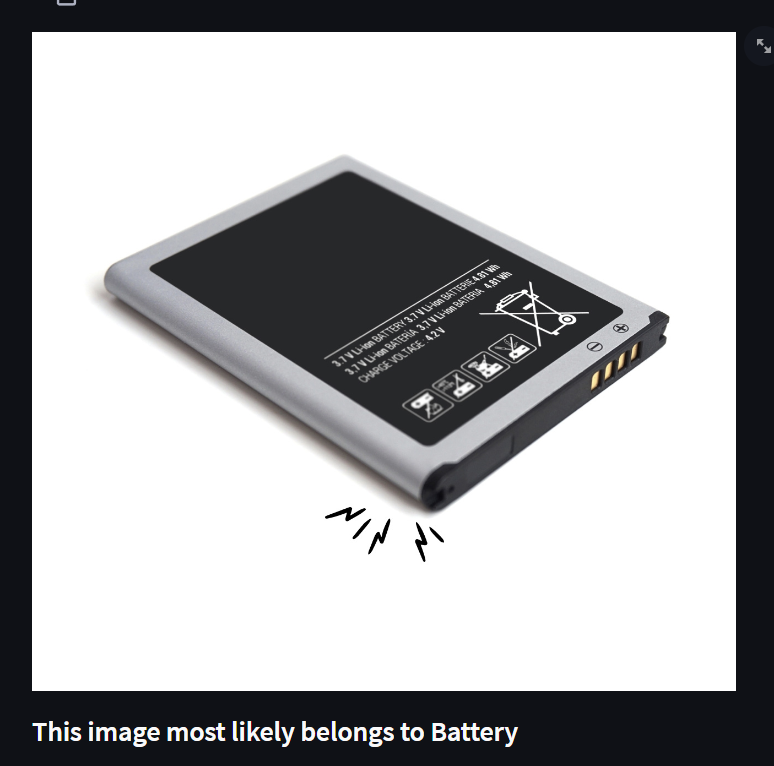 3.7 V Li-ion BATTERY 3.7 V Li-ion BATTERIE 4.81 Wh
3.7 V Li-ion BATERIA 3.7 V Li-ion BATERIA 4.81 Wh
CHARGE VOLTAGE : 4.2 V
This image most likely belongs to Battery